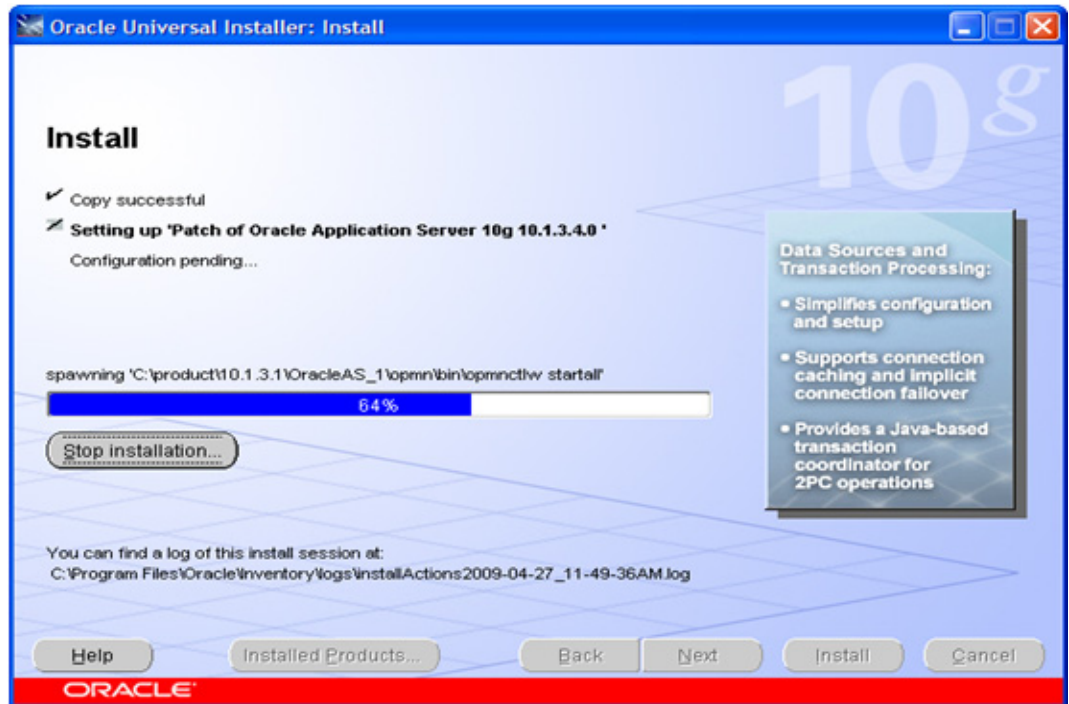 Oracle Universal Installer: Install
10g
Install
Copy successful
Setting up 'Patch of Oracle Application Server 10g 10.1.3.4.0 '
Configuration pending...
Data Sources and
Transaction Processing:
• Simplifies configuration
and setup
• Supports connection
caching and implicit
connection failover
• Provides a Java-based
transaction
coordinator for
2PC operations
spawning 'C:\product\10.1.3.1\OracleAS_1\opmn\bin\opmnctlw startall'
64%
Stop installation...
You can find a log of this install session at:
C:\Program Files\Oracle\Inventory\logs\installActions2009-04-27_11-49-36AM.log
Help
Installed Products...
Back
Next
Install
Cancel
ORACLE